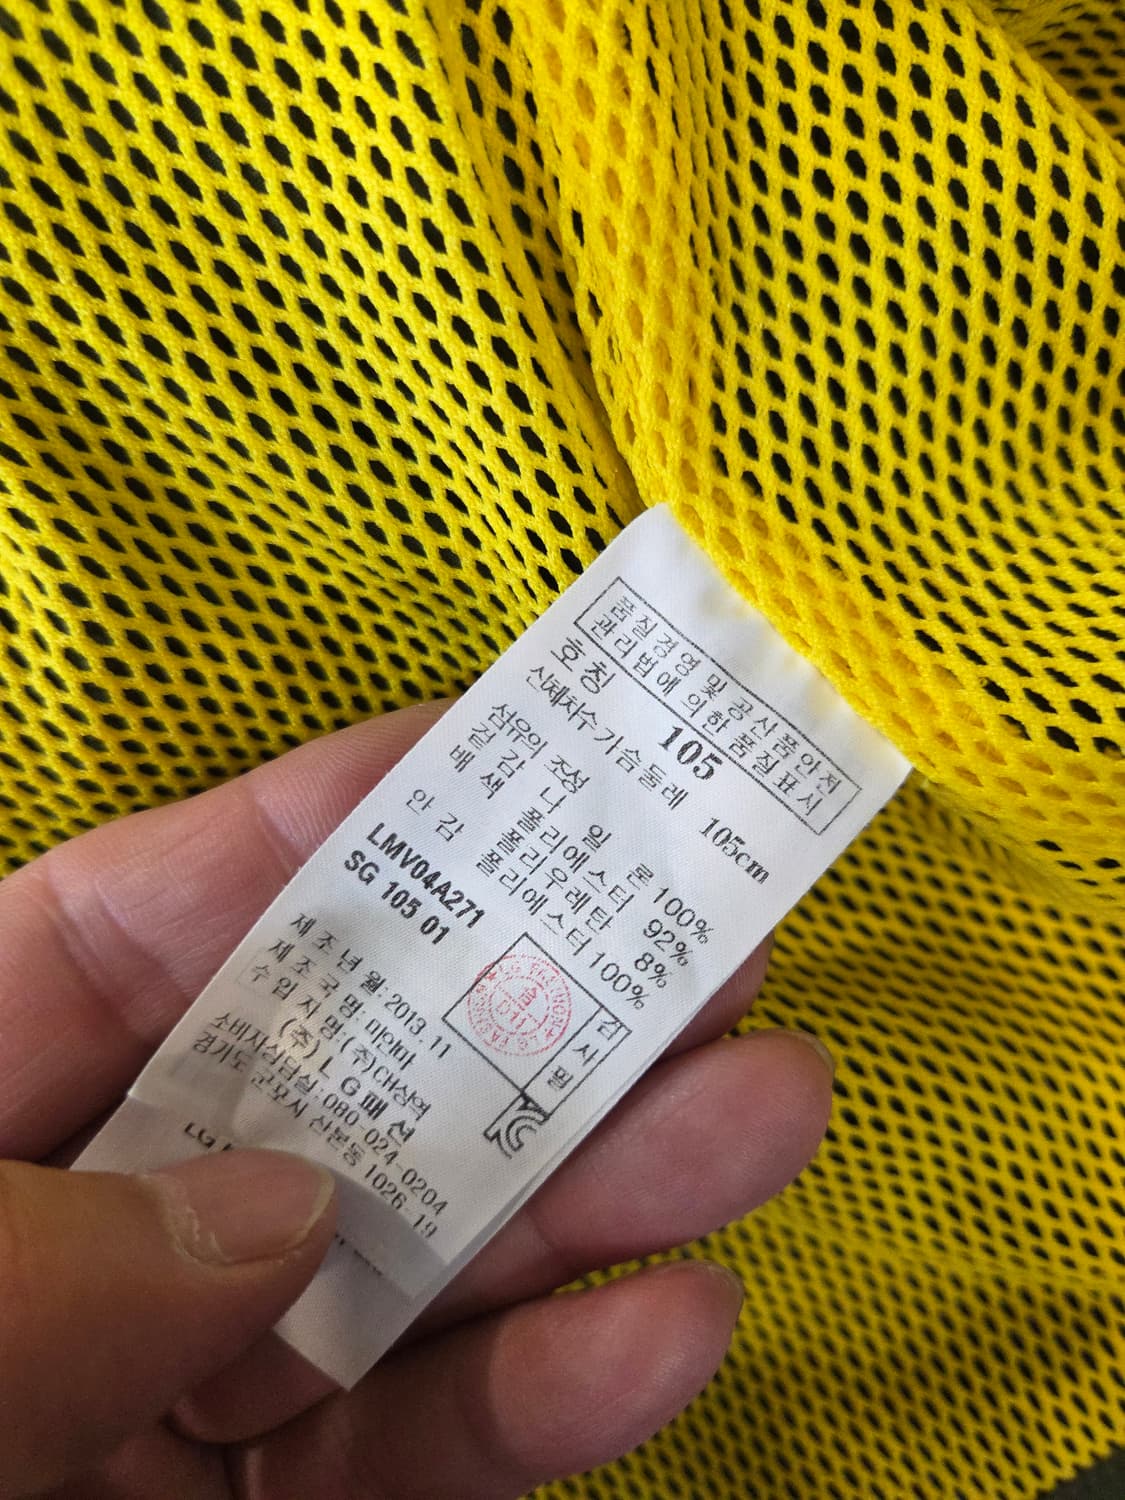 품질경영 및 공산품안전
관리법에 의한 품질표시
호칭 105
신체치수 가슴둘레 105cm
섬유의 조성
겉감 나 일 론 100%
배색 폴리에스터 92%
폴리우레탄 8%
안감 폴리에스터 100%
LMV04A271
SG 105 01
검사필
제조년월: 2013. 11
제조국명: 미얀마
수입자명: (주)대상역
(주) L G 패 션
소비자상담실: 080-024-0204
경기도 군포시 산본동 1026-19
LG